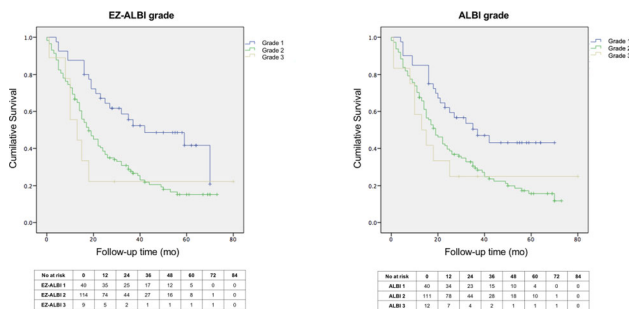 EZ-ALBI grade
Grade 1
Grade 2
Grade 3
Cumilative Survival
1.0
0.8
0.6
0.4
0.2
0.0
0 20 40 60 80
Follow-up time (mo)
No at risk 0 12 24 36 48 60 72 84
EZ-ALBI 1 40 35 25 17 12 5 0 0
EZ-ALBI 2 114 74 44 27 16 8 1 0
EZ-ALBI 3 9 5 2 1 1 1 1 0
ALBI grade
Grade 1
Grade 2
Grade 3
Cumilative Survival
1.0
0.8
0.6
0.4
0.2
0.0
0 20 40 60 80
Follow-up time (mo)
No at risk 0 12 24 36 48 60 72 84
ALBI 1 40 34 23 15 10 4 0 0
ALBI 2 111 78 44 28 18 10 1 0
ALBI 3 12 7 4 2 1 1 1 0